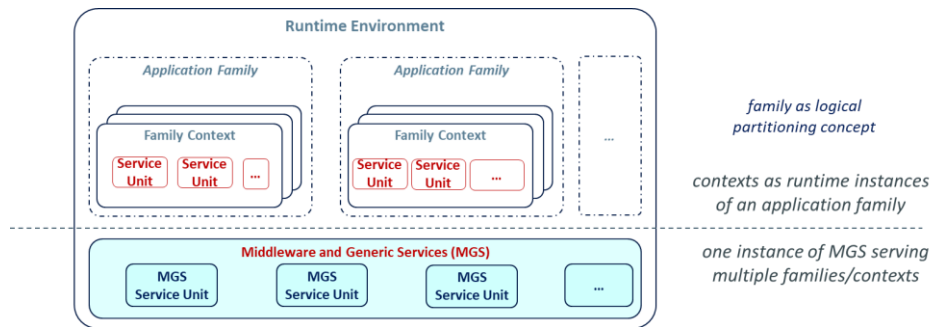 Runtime Environment
Application Family
Application Family
Family Context
Family Context
Service
Unit
Service
Unit
...
Service
Unit
Service
Unit
...
...
family as logical
partitioning concept
contexts as runtime instances
of an application family
Middleware and Generic Services (MGS)
MGS
Service Unit
MGS
Service Unit
MGS
Service Unit
...
one instance of MGS serving
multiple families/contexts